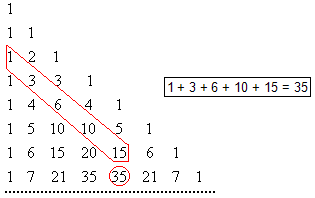 1
1 1
1 2 1
1 3 3 1
1 4 6 4 1
1 5 10 10 5 1
1 6 15 20 15 6 1
1 7 21 35 35 21 7 1
1 + 3 + 6 + 10 + 15 = 35